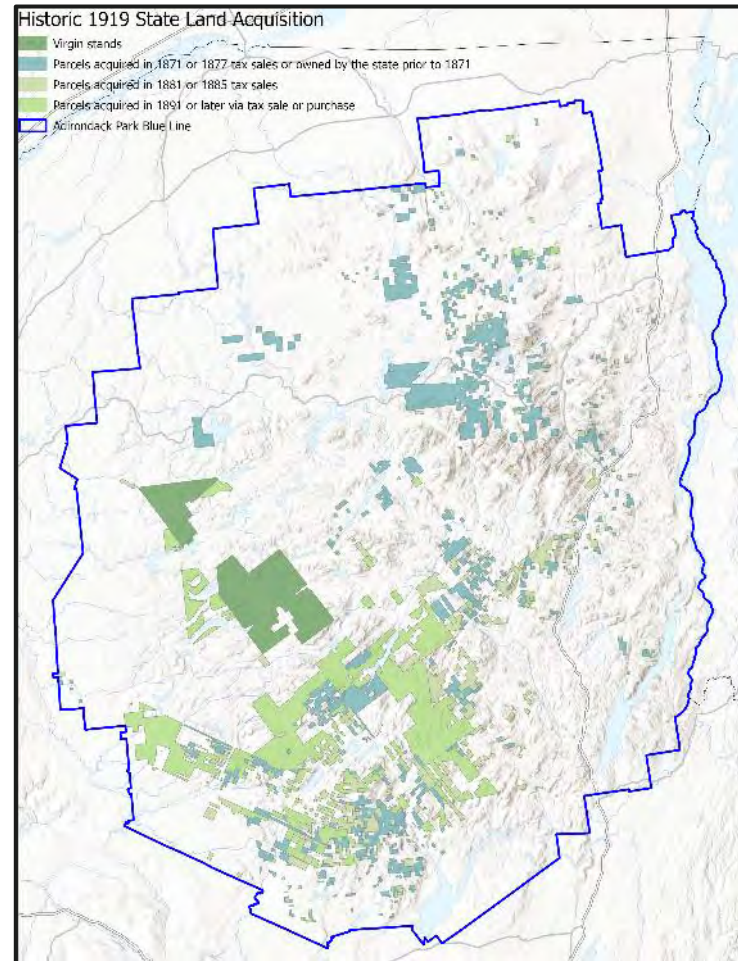 Historic 1919 State Land Acquisition
Virgin stands
Parcels acquired in 1871 or 1877 tax sales or owned by the state prior to 1871
Parcels acquired in 1881 or 1885 tax sales
Parcels acquired in 1891 or later via tax sale or purchase
Adirondack Park Blue Line